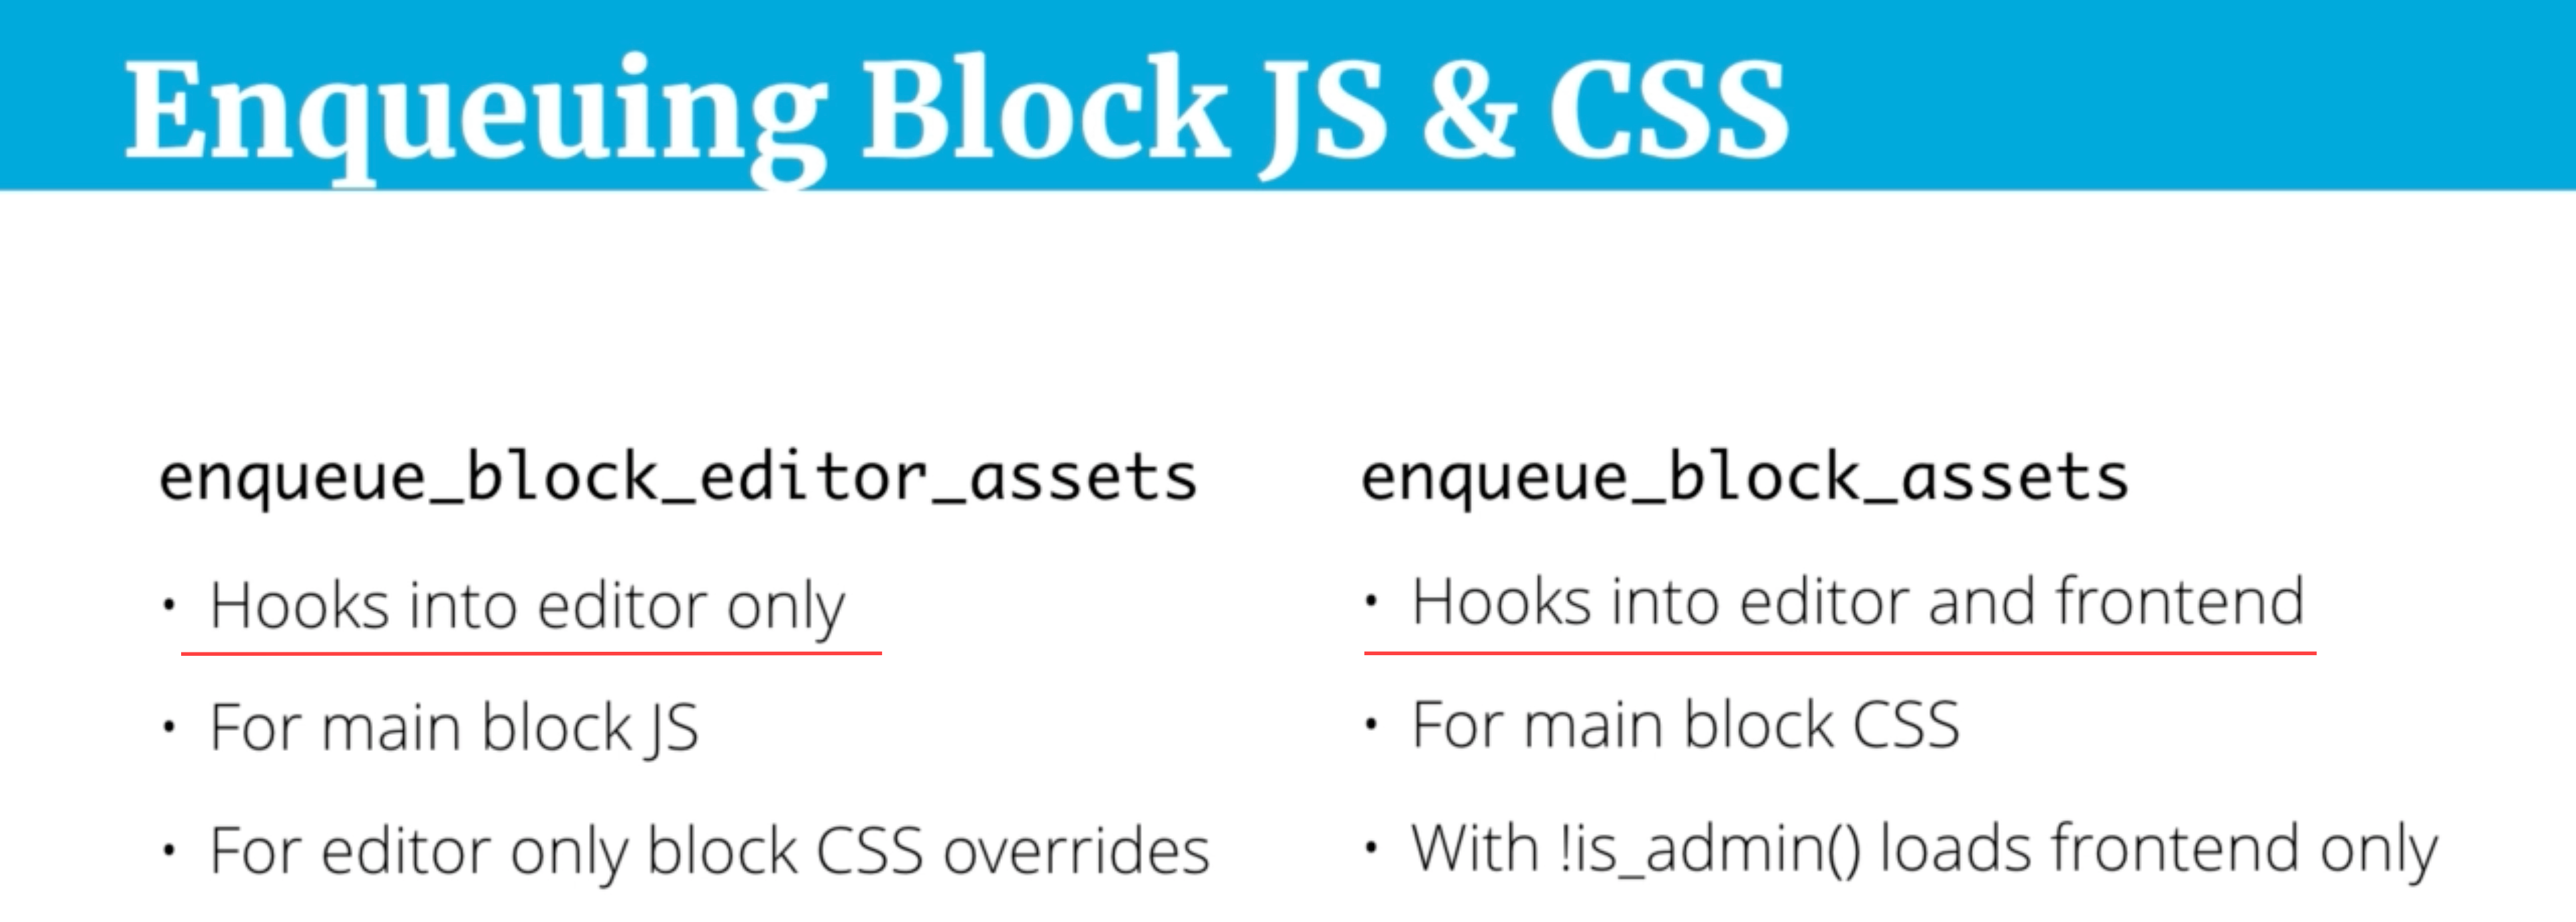 Enqueuing Block JS & CSS
enqueue_block_editor_assets
• Hooks into editor only
• For main block JS
• For editor only block CSS overrides
enqueue_block_assets
• Hooks into editor and frontend
• For main block CSS
• With !is_admin() loads frontend only